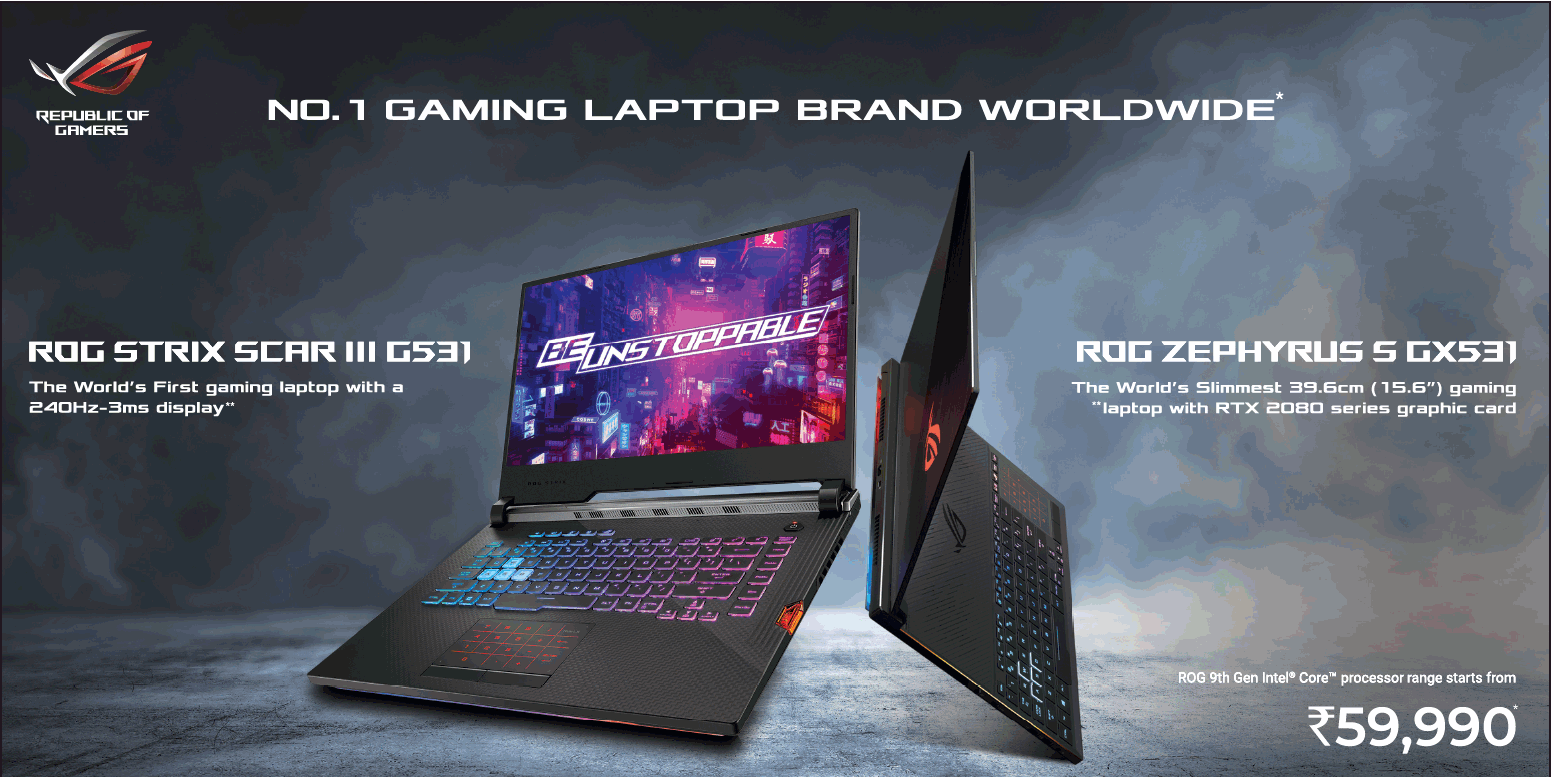 REPUBLIC OF
GAMERS
NO.1 GAMING LAPTOP BRAND WORLDWIDE*
ROG STRIX SCAR III G531
The World's First gaming laptop with a
240Hz-3ms display**
BE UNSTOPPABLE
ROG STRIX
ROG ZEPHYRUS S GX531
The World's Slimmest 39.6cm (15.6") gaming
**laptop with RTX 2080 series graphic card
ROG 9th Gen Intel® Core™ processor range starts from
₹59,990*